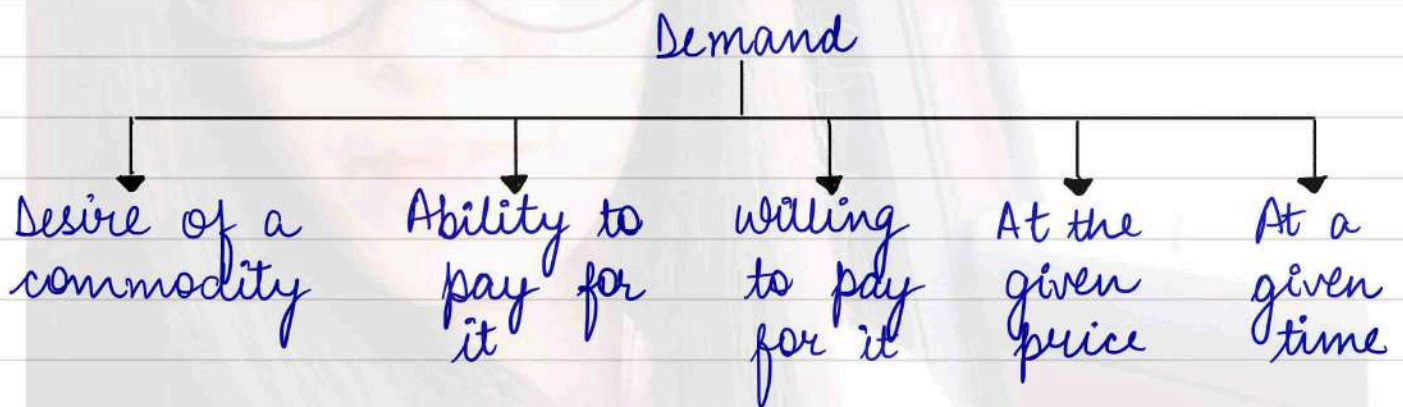 Demand
Desire of a
commodity
Ability to
pay for
it
willing
to pay
for it
At the
given
price
At a
given
time